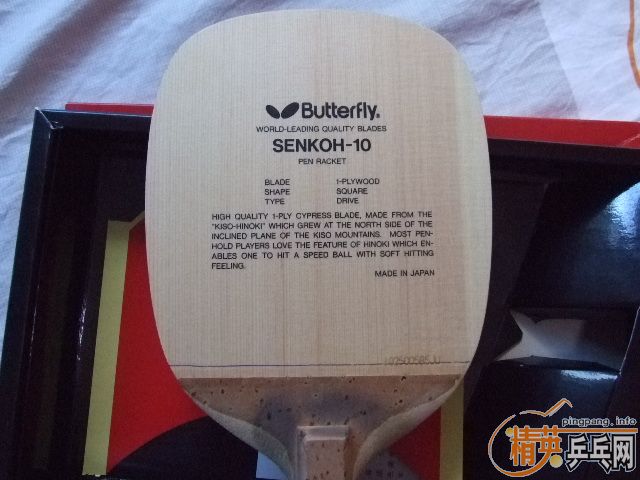 Butterfly.
WORLD-LEADING QUALITY BLADES
SENKOH-10
PEN RACKET
BLADE 1-PLYWOOD
SHAPE SQUARE
TYPE DRIVE
HIGH QUALITY 1-PLY CYPRESS BLADE, MADE FROM THE
"KISO-HINOKI" WHICH GREW AT THE NORTH SIDE OF THE
INCLINED PLANE OF THE KISO MOUNTAINS. MOST PEN-
HOLD PLAYERS LOVE THE FEATURE OF HINOKI WHICH EN-
ABLES ONE TO HIT A SPEED BALL WITH SOFT HITTING
FEELING.
MADE IN JAPAN
pingpang.info
精英乒乓网